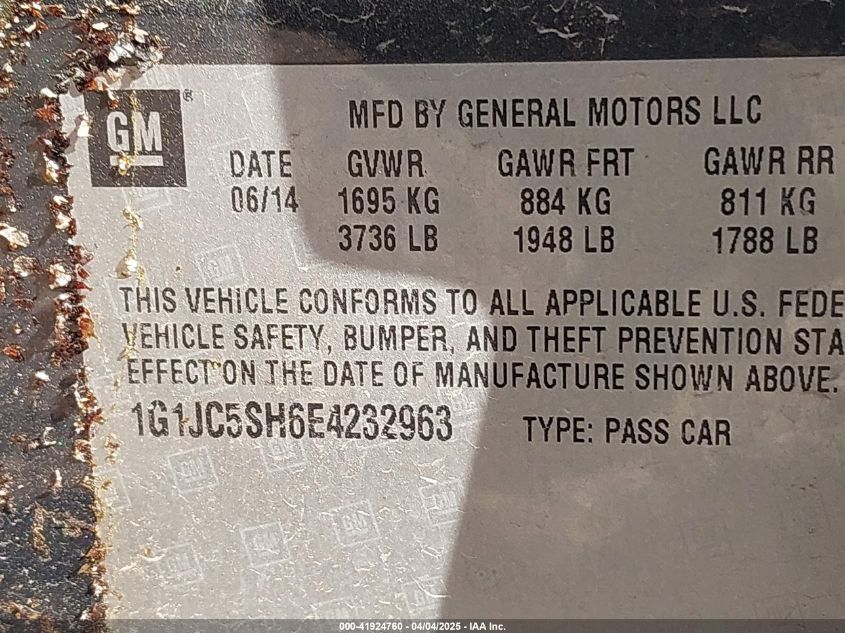 GM®
MFD BY GENERAL MOTORS LLC
DATE GVWR GAWR FRT GAWR RR
06/14 1695 KG 884 KG 811 KG
3736 LB 1948 LB 1788 LB
THIS VEHICLE CONFORMS TO ALL APPLICABLE U.S. FEDE
VEHICLE SAFETY, BUMPER, AND THEFT PREVENTION STA
EFFECT ON THE DATE OF MANUFACTURE SHOWN ABOVE.
1G1JC5SH6E4232963 TYPE: PASS CAR
000-41924760 - 04/04/2025 - IAA Inc.